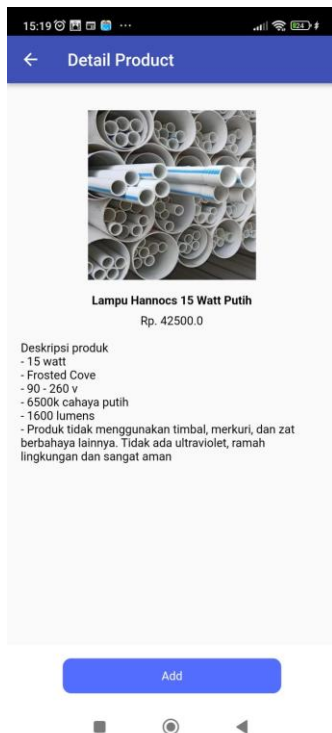 15:19
Detail Product
Lampu Hannocs 15 Watt Putih
Rp. 42500.0
Deskripsi produk
- 15 watt
- Frosted Cove
- 90 - 260 v
- 6500k cahaya putih
- 1600 lumens
- Produk tidak menggunakan timbal, merkuri, dan zat
berbahaya lainnya. Tidak ada ultraviolet, ramah
lingkungan dan sangat aman
Add